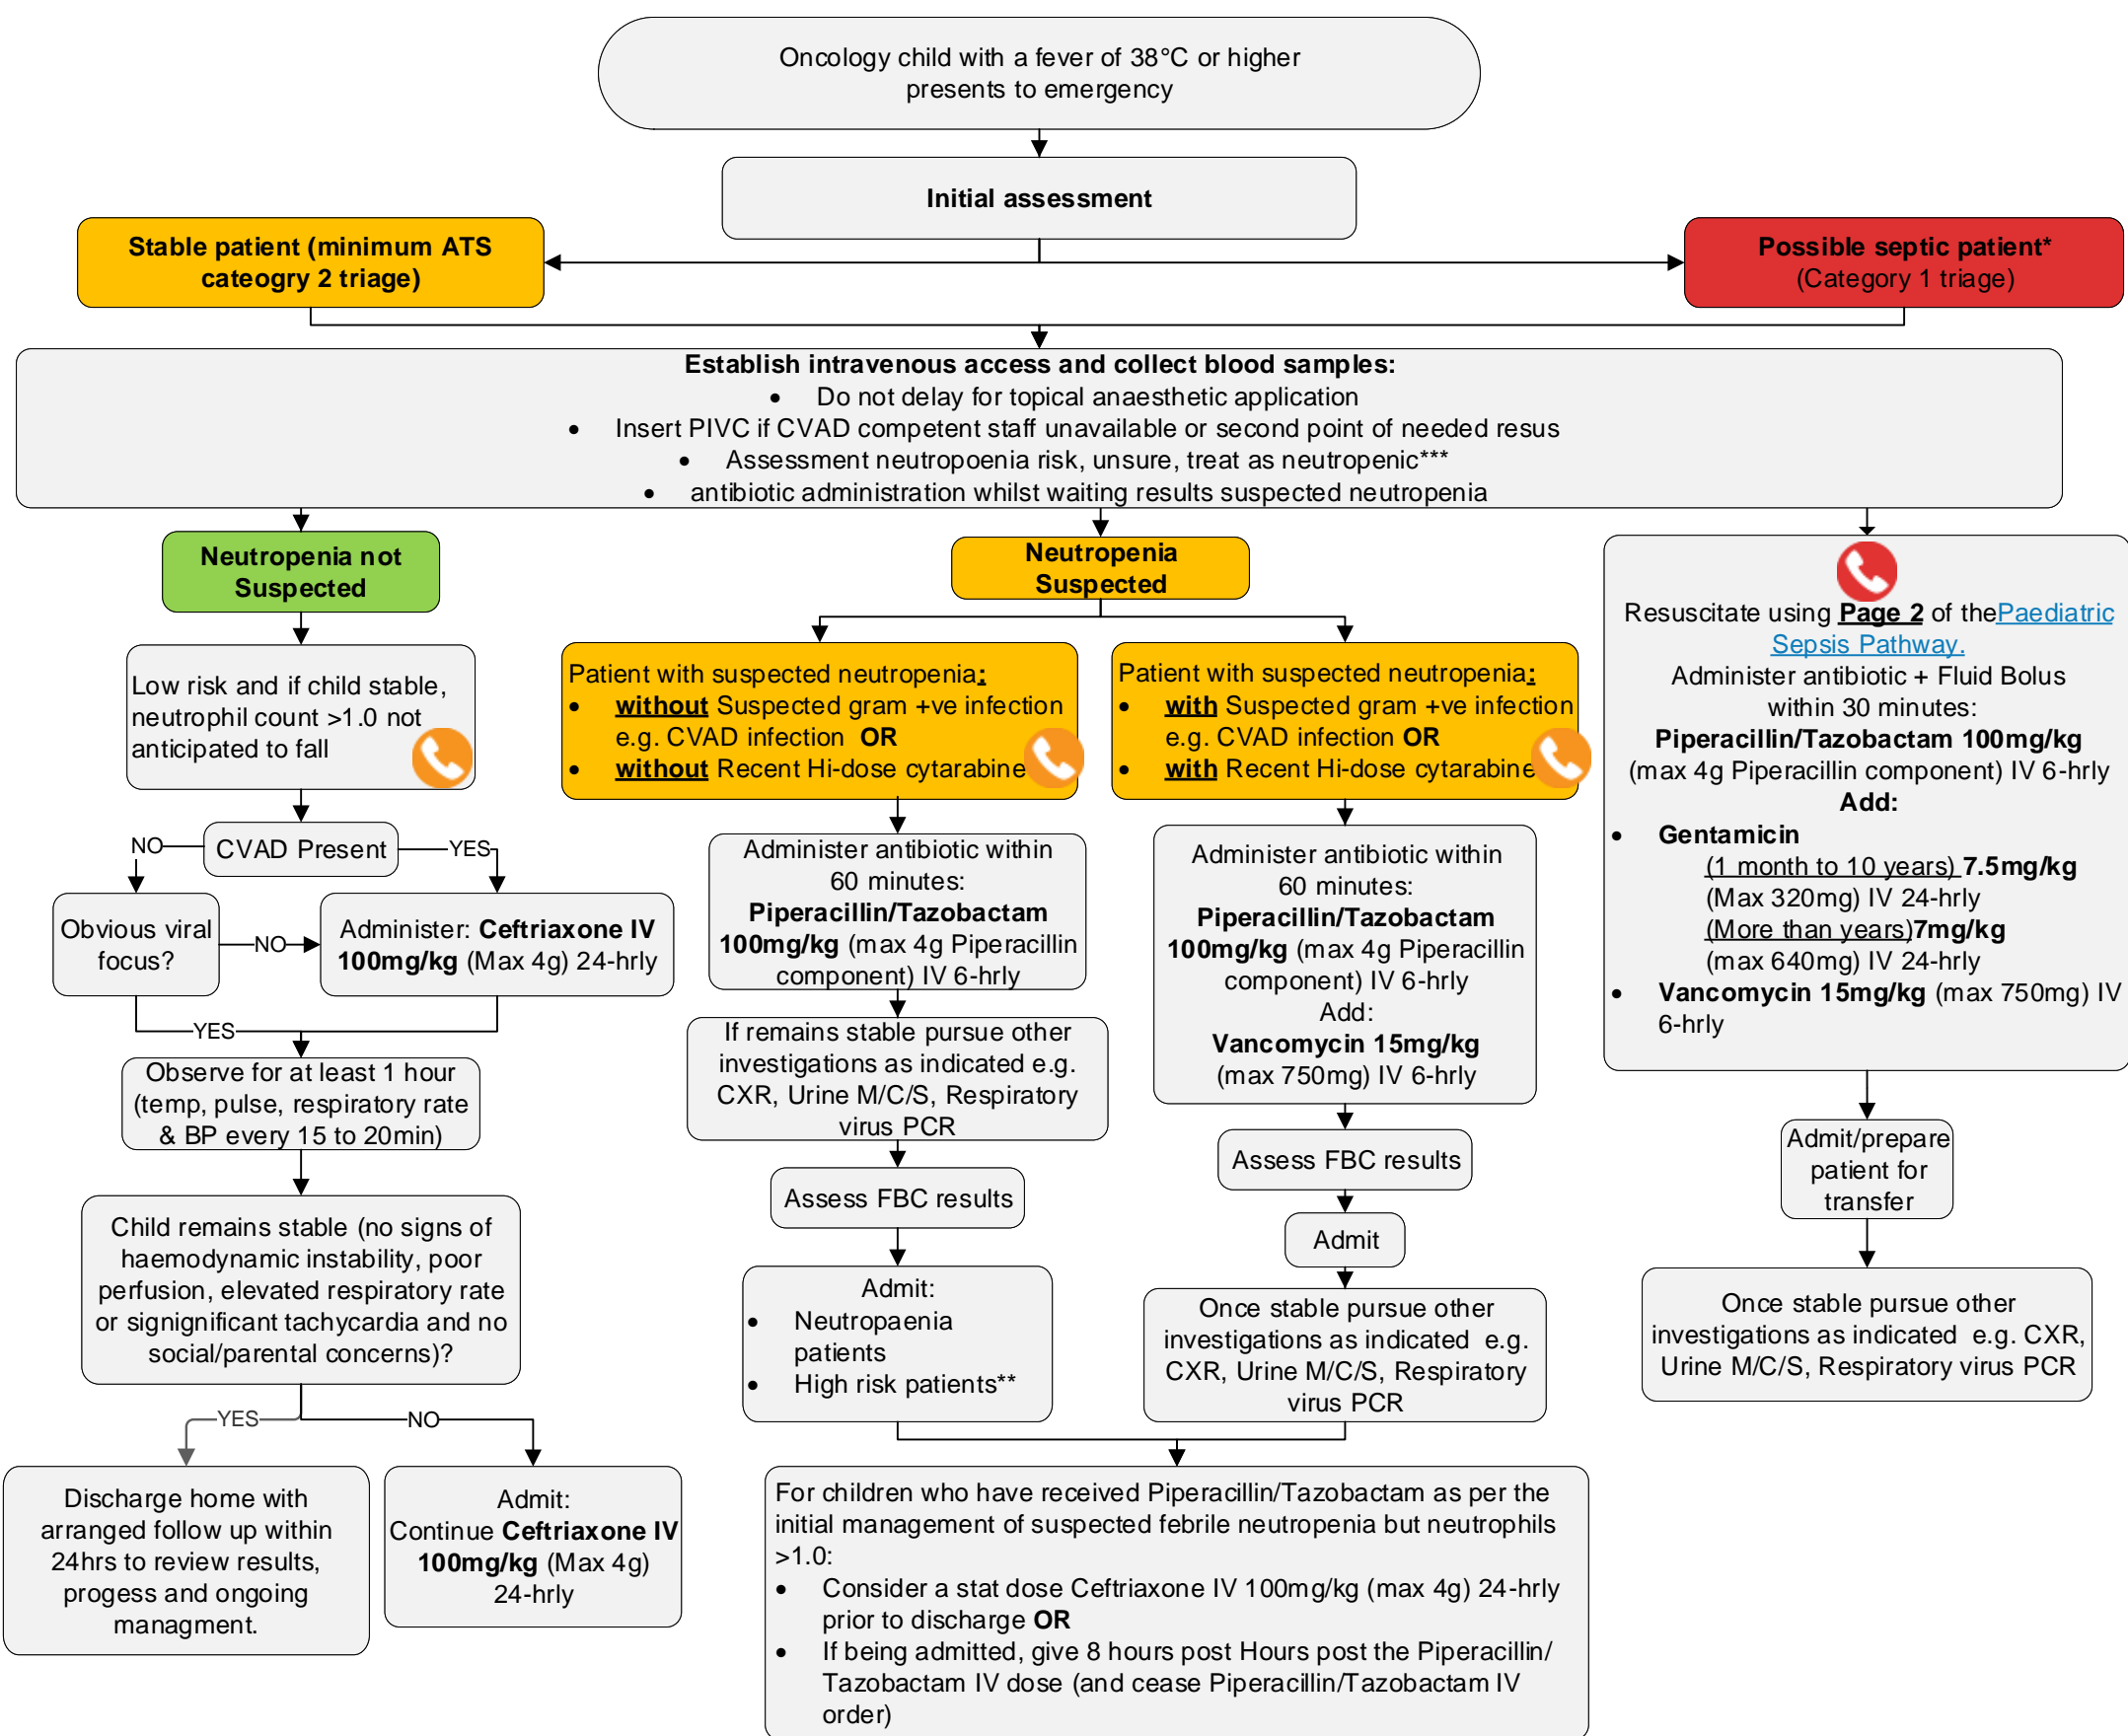 Oncology child with a fever of 38°C or higher
presents to emergency
Initial assessment
Stable patient (minimum ATS
cateogry 2 triage)
Possible septic patient*
(Category 1 triage)
Establish intravenous access and collect blood samples:
• Do not delay for topical anaesthetic application
• Insert PIVC if CVAD competent staff unavailable or second point of needed resus
• Assessment neutropoenia risk, unsure, treat as neutropenic***
• antibiotic administration whilst waiting results suspected neutropenia
Neutropenia not
Suspected
Low risk and if child stable,
neutrophil count >1.0 not
anticipated to fall
CVAD Present
NO
YES
Obvious viral
focus?
NO
Administer: Ceftriaxone IV
100mg/kg (Max 4g) 24-hrly
YES
Observe for at least 1 hour
(temp, pulse, respiratory rate
& BP every 15 to 20min)
Child remains stable (no signs of
haemodynamic instability, poor
perfusion, elevated respiratory rate
or signignificant tachycardia and no
social/parental concerns)?
YES
NO
Discharge home with
arranged follow up within
24hrs to review results,
progess and ongoing
managment.
Admit:
Continue Ceftriaxone IV
100mg/kg (Max 4g)
24-hrly
Neutropenia
Suspected
Patient with suspected neutropenia:
• without Suspected gram +ve infection
e.g. CVAD infection OR
• without Recent Hi-dose cytarabine
Administer antibiotic within
60 minutes:
Piperacillin/Tazobactam
100mg/kg (max 4g Piperacillin
component) IV 6-hrly
If remains stable pursue other
investigations as indicated e.g.
CXR, Urine M/C/S, Respiratory
virus PCR
Assess FBC results
Admit:
• Neutropaenia
patients
• High risk patients**
Patient with suspected neutropenia:
• with Suspected gram +ve infection
e.g. CVAD infection OR
• with Recent Hi-dose cytarabine
Administer antibiotic within
60 minutes:
Piperacillin/Tazobactam
100mg/kg (max 4g Piperacillin
component) IV 6-hrly
Add:
Vancomycin 15mg/kg
(max 750mg) IV 6-hrly
Assess FBC results
Admit
Once stable pursue other
investigations as indicated e.g.
CXR, Urine M/C/S, Respiratory
virus PCR
For children who have received Piperacillin/Tazobactam as per the
initial management of suspected febrile neutropenia but neutrophils
>1.0:
• Consider a stat dose Ceftriaxone IV 100mg/kg (max 4g) 24-hrly
prior to discharge OR
• If being admitted, give 8 hours post Hours post the Piperacillin/
Tazobactam IV dose (and cease Piperacillin/Tazobactam IV
order)
Resuscitate using Page 2 of thePaediatric
Sepsis Pathway.
Administer antibiotic + Fluid Bolus
within 30 minutes:
Piperacillin/Tazobactam 100mg/kg
(max 4g Piperacillin component) IV 6-hrly
Add:
• Gentamicin
(1 month to 10 years) 7.5mg/kg
(Max 320mg) IV 24-hrly
(More than years)7mg/kg
(max 640mg) IV 24-hrly
• Vancomycin 15mg/kg (max 750mg) IV
6-hrly
Admit/prepare
patient for
transfer
Once stable pursue other
investigations as indicated e.g. CXR,
Urine M/C/S, Respiratory virus PCR